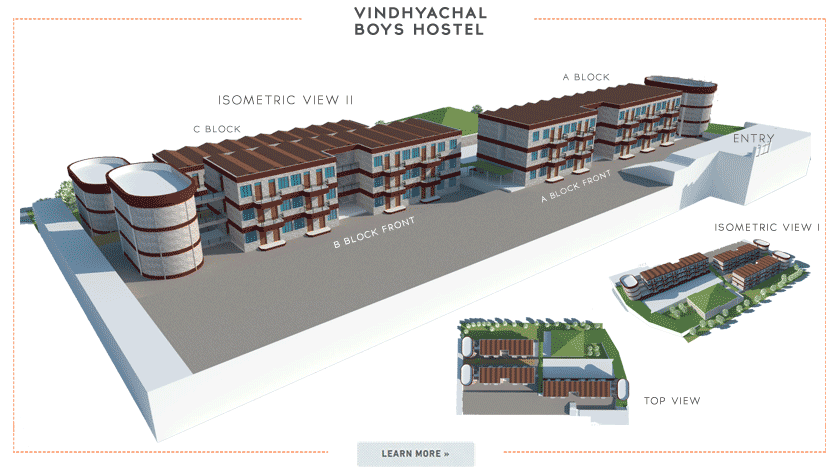 VINDHYACHAL
BOYS HOSTEL
A BLOCK
ISOMETRIC VIEW II
C BLOCK
ENTRY
A BLOCK FRONT
B BLOCK FRONT
ISOMETRIC VIEW I
TOP VIEW
LEARN MORE »